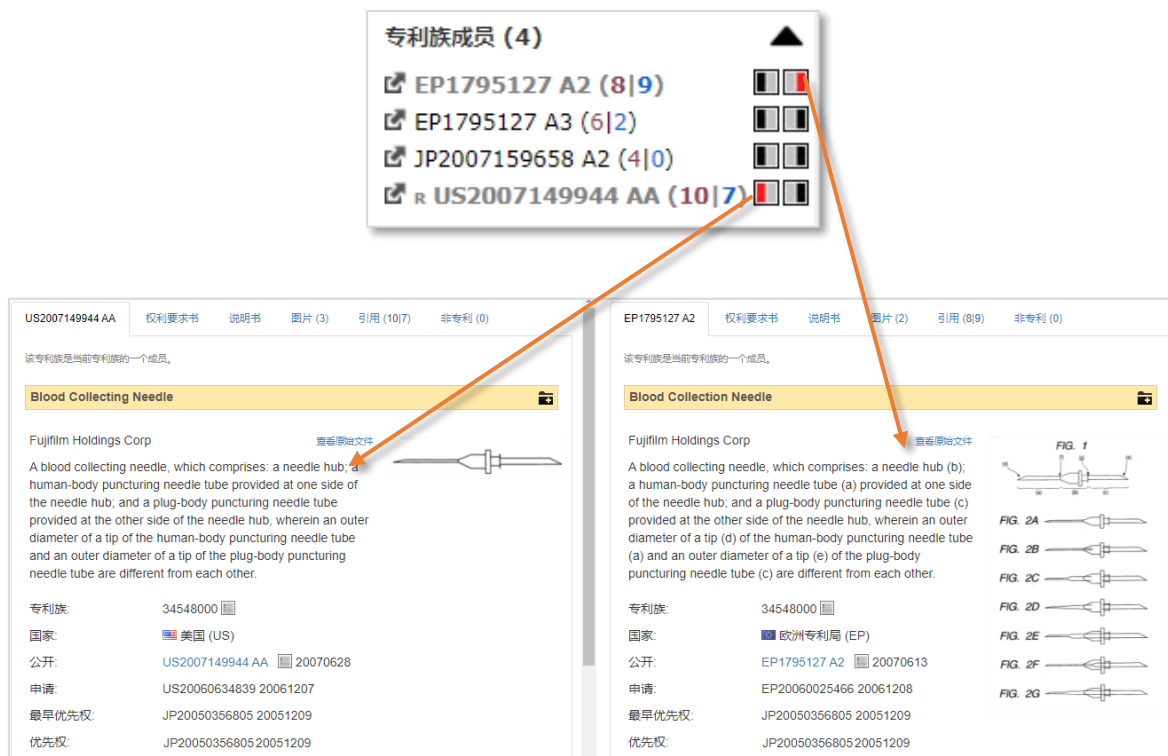 专利族成员 (4)
EP1795127 A2 (8|9)
EP1795127 A3 (6|2)
JP2007159658 A2 (4|0)
R US2007149944 AA (10|7)
US2007149944 AA 权利要求书 说明书 图片 (3) 引用 (10|7) 非专利 (0)
该专利族是当前专利族的一个成员。
Blood Collecting Needle
Fujifilm Holdings Corp 查看原始文件
A blood collecting needle, which comprises: a needle hub; a
human-body puncturing needle tube provided at one side of
the needle hub; and a plug-body puncturing needle tube
provided at the other side of the needle hub, wherein an outer
diameter of a tip of the human-body puncturing needle tube
and an outer diameter of a tip of the plug-body puncturing
needle tube are different from each other.
专利族: 34548000
国家: 美国 (US)
公开: US2007149944 AA 20070628
申请: US20060634839 20061207
最早优先权: JP20050356805 20051209
优先权: JP20050356805 20051209
EP1795127 A2 权利要求书 说明书 图片 (2) 引用 (8|9) 非专利 (0)
该专利族是当前专利族的一个成员。
Blood Collection Needle
Fujifilm Holdings Corp 查看原始文件
A blood collecting needle, which comprises: a needle hub (b);
a human-body puncturing needle tube (a) provided at one side
of the needle hub; and a plug-body puncturing needle tube (c)
provided at the other side of the needle hub, wherein an outer
diameter of a tip (d) of the human-body puncturing needle tube
(a) and an outer diameter of a tip (e) of the plug-body
puncturing needle tube (c) are different from each other.
FIG. 1
FIG. 2A
FIG. 2B
FIG. 2C
FIG. 2D
FIG. 2E
FIG. 2F
FIG. 2G
专利族: 34548000
国家: 欧洲专利局 (EP)
公开: EP1795127 A2 20070613
申请: EP20060025466 20061208
最早优先权: JP20050356805 20051209
优先权: JP20050356805 20051209